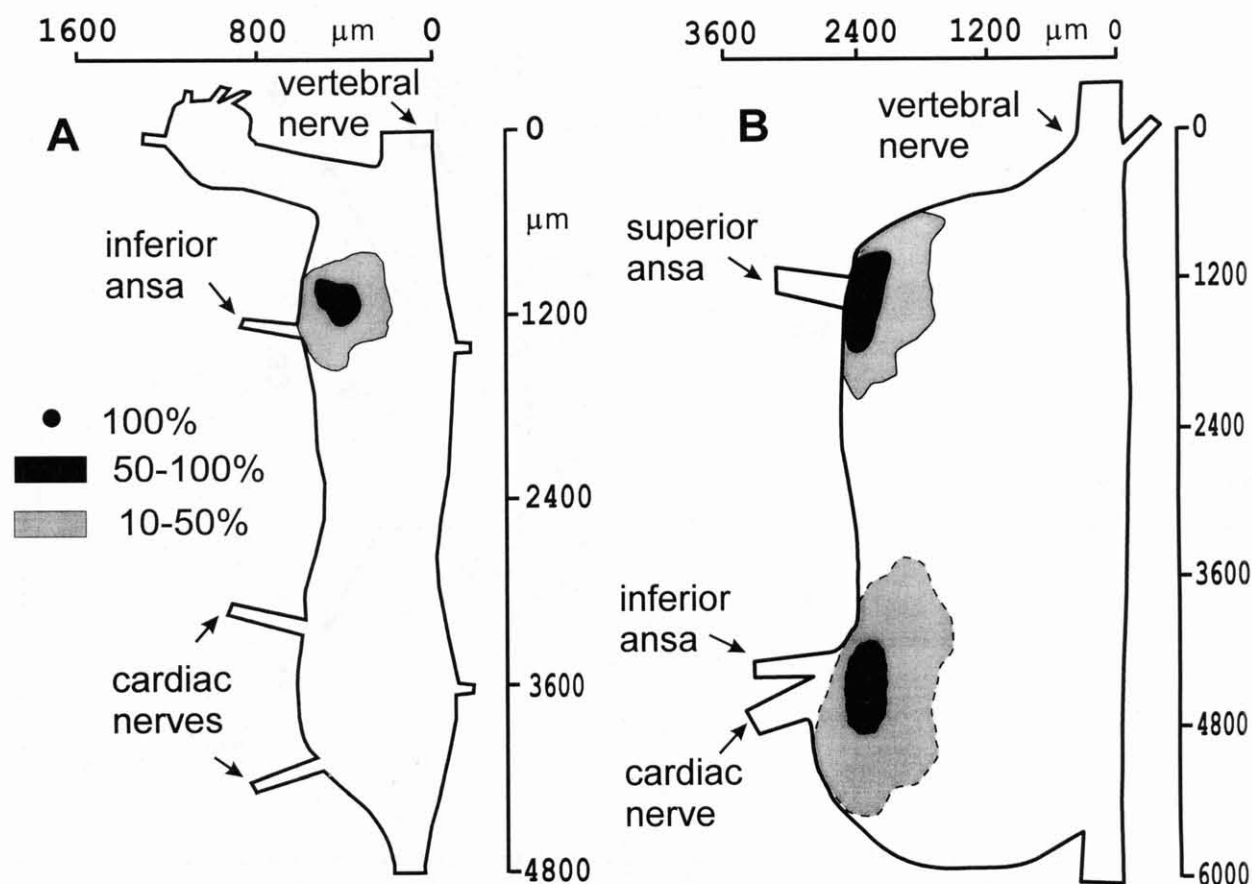 1600 800 μm 0
3600 2400 1200 μm 0
A
vertebral
nerve
0
μm
1200
2400
3600
4800
inferior
ansa
100%
50-100%
10-50%
cardiac
nerves
B
vertebral
nerve
0
1200
2400
3600
4800
6000
superior
ansa
inferior
ansa
cardiac
nerve